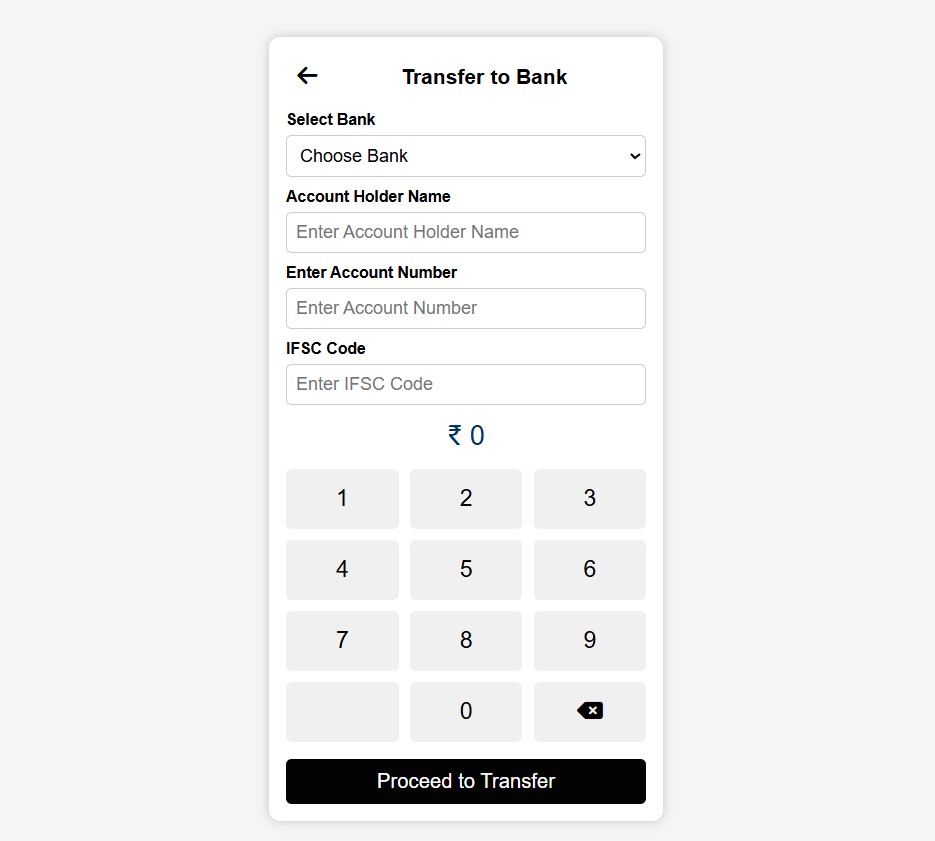 Transfer to Bank
Select Bank
Choose Bank
Account Holder Name
Enter Account Holder Name
Enter Account Number
Enter Account Number
IFSC Code
Enter IFSC Code
₹ 0
1 2 3
4 5 6
7 8 9
0
Proceed to Transfer